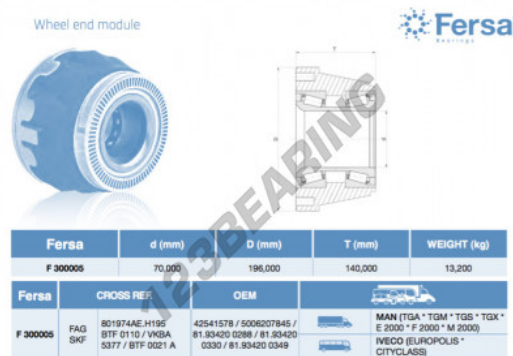 Wheel end module
Fersa
Bearings
T
D
d
123BEARING
Fersa d (mm) D (mm) T (mm) WEIGHT (kg)
F 300005 70,000 196,000 140,000 13,200
Fersa CROSS REF. OEM
F 300005 FAG SKF 801974AE.H195 BTF 0110 / VKBA 5377 / BTF 0021 A 42541578 / 5006207845 / 81.93420 0288 / 81.93420 0330 / 81.93420 0349
MAN (TGA * TGM * TGS * TGX * E 2000 * F 2000 * M 2000)
IVECO (EUROPOLIS * CITYCLASS)